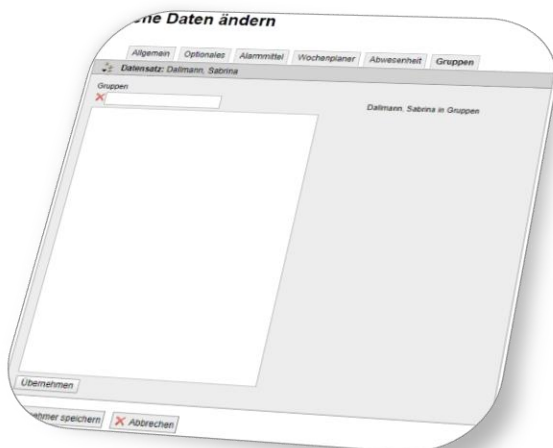 ne Daten ändern
Allgemein Optionales Alarmmittel Wochenplaner Abwesenheit Gruppen
Datensatz: Dallmann, Sabrina
Gruppen
Dallmann, Sabrina in Gruppen
Übernehmen
nehmer speichern Abbrechen